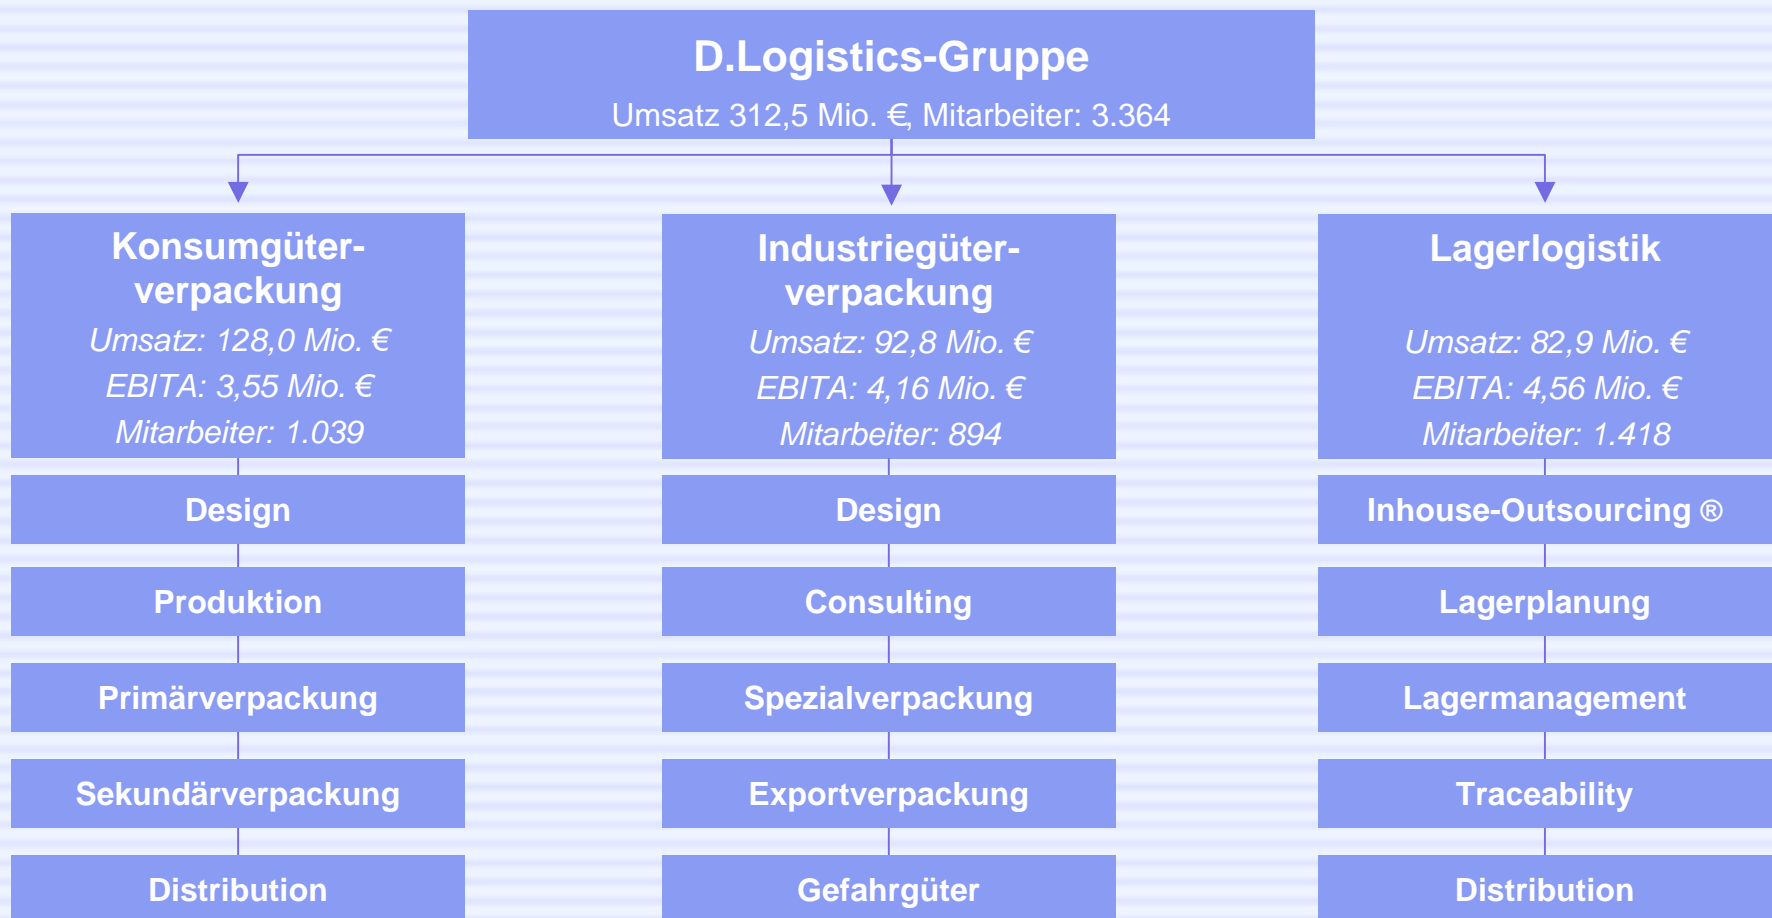 D.Logistics-Gruppe
Umsatz 312,5 Mio. €, Mitarbeiter: 3.364
Konsumgüter-
verpackung
Umsatz: 128,0 Mio. €
EBITA: 3,55 Mio. €
Mitarbeiter: 1.039
Design
Produktion
Primärverpackung
Sekundärverpackung
Distribution
Industriegüter-
verpackung
Umsatz: 92,8 Mio. €
EBITA: 4,16 Mio. €
Mitarbeiter: 894
Design
Consulting
Spezialverpackung
Exportverpackung
Gefahrgüter
Lagerlogistik
Umsatz: 82,9 Mio. €
EBITA: 4,56 Mio. €
Mitarbeiter: 1.418
Inhouse-Outsourcing ®
Lagerplanung
Lagermanagement
Traceability
Distribution